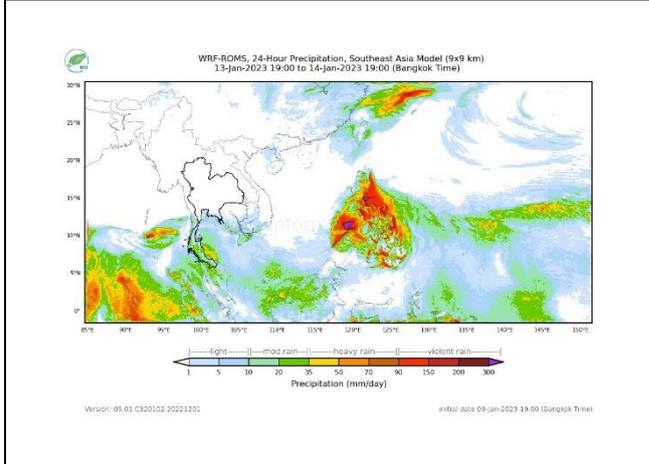 WRF-ROMS, 24-Hour Precipitation, Southeast Asia Model (9x9 km)
13-Jan-2023 19:00 to 14-Jan-2023 19:00 (Bangkok Time)
30°N
25°N
20°N
15°N
10°N
5°N
0°
85°E 90°E 95°E 100°E 105°E 110°E 115°E 120°E 125°E 130°E 135°E 140°E 145°E 150°E
light mod.rain heavy rain violent rain
1 5 10 20 35 50 70 90 150 200 300
Precipitation (mm/day)
Version: 05.01 C320102.20221201 initial date 09-Jan-2023 19:00 (Bangkok Time)